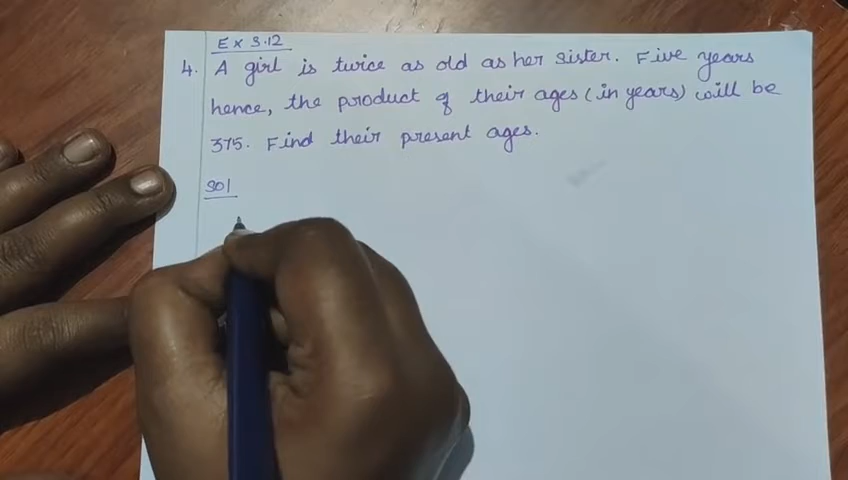 Ex 3.12
4. A girl is twice as old as her sister. Five years
hence, the product of their ages (in years) will be
375. Find their present ages.
Sol